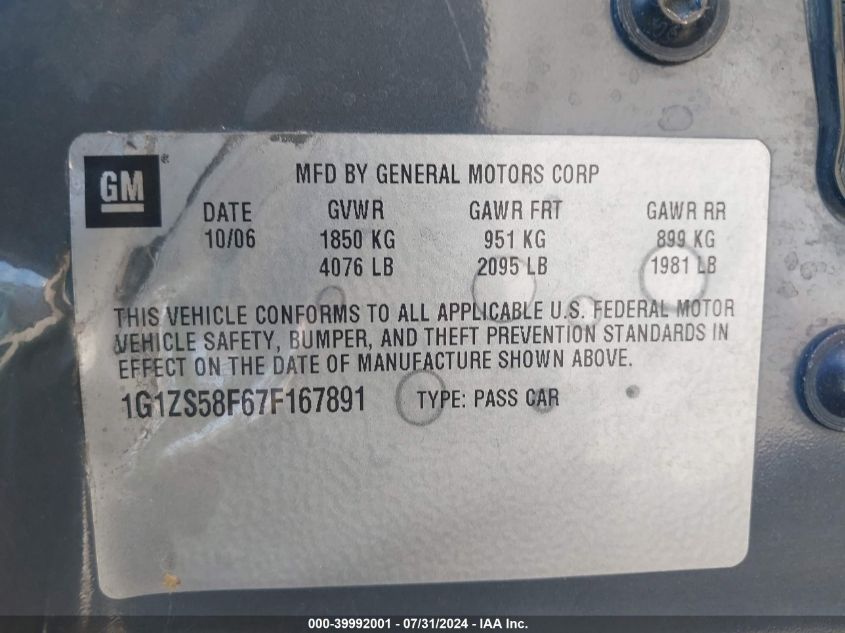 GM
MFD BY GENERAL MOTORS CORP
DATE GVWR GAWR FRT GAWR RR
10/06 1850 KG 951 KG 899 KG
4076 LB 2095 LB 1981 LB
THIS VEHICLE CONFORMS TO ALL APPLICABLE U.S. FEDERAL MOTOR
VEHICLE SAFETY, BUMPER, AND THEFT PREVENTION STANDARDS IN
EFFECT ON THE DATE OF MANUFACTURE SHOWN ABOVE.
1G1ZS58F67F167891 TYPE: PASS CAR
000-39992001 - 07/31/2024 - IAA Inc.